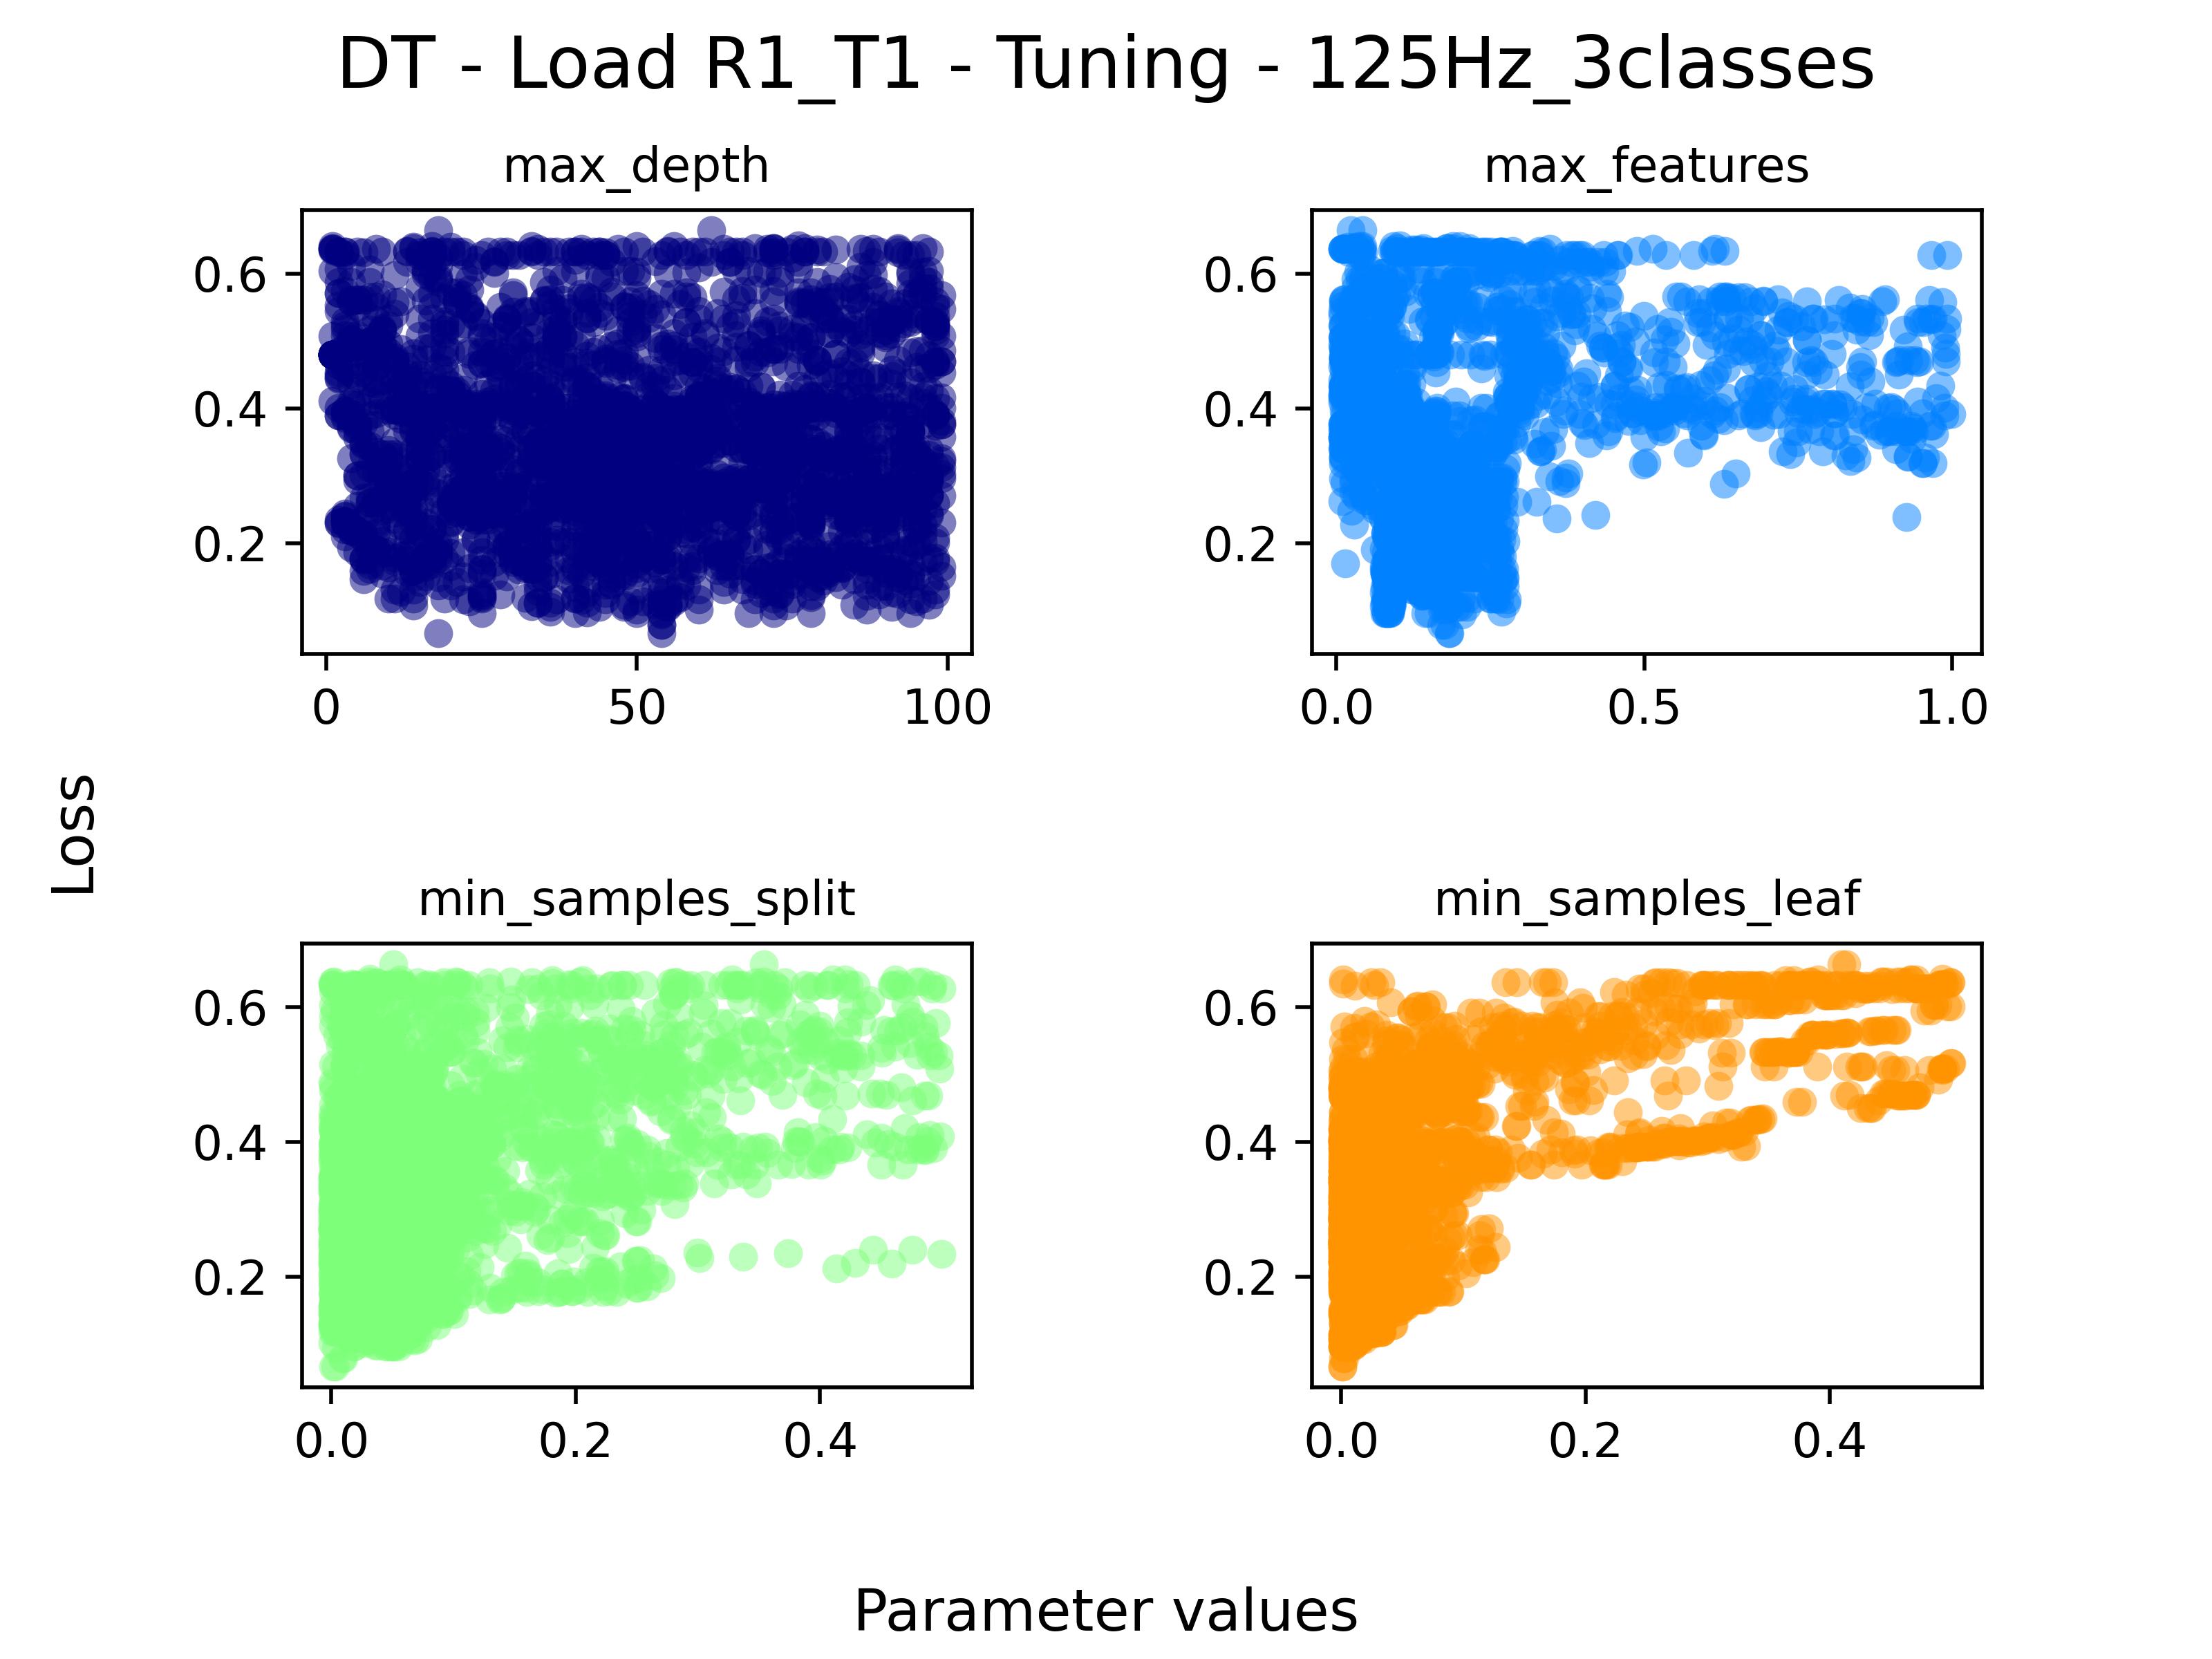 DT - Load R1_T1 - Tuning - 125Hz_3classes
max_depth
0.6
0.4
0.2
0 50 100
max_features
0.6
0.4
0.2
0.0 0.5 1.0
Loss
min_samples_split
0.6
0.4
0.2
0.0 0.2 0.4
min_samples_leaf
0.6
0.4
0.2
0.0 0.2 0.4
Parameter values